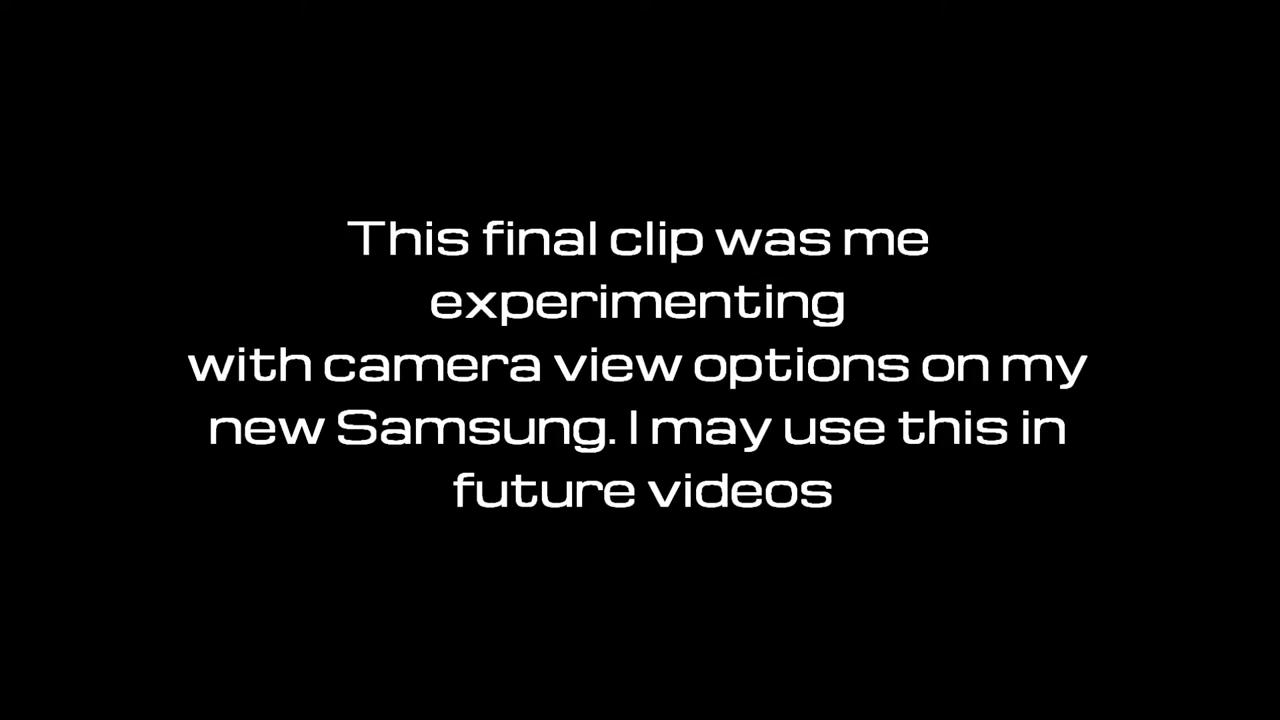 This final clip was me
experimenting
with camera view options on my
new Samsung. I may use this in
future videos